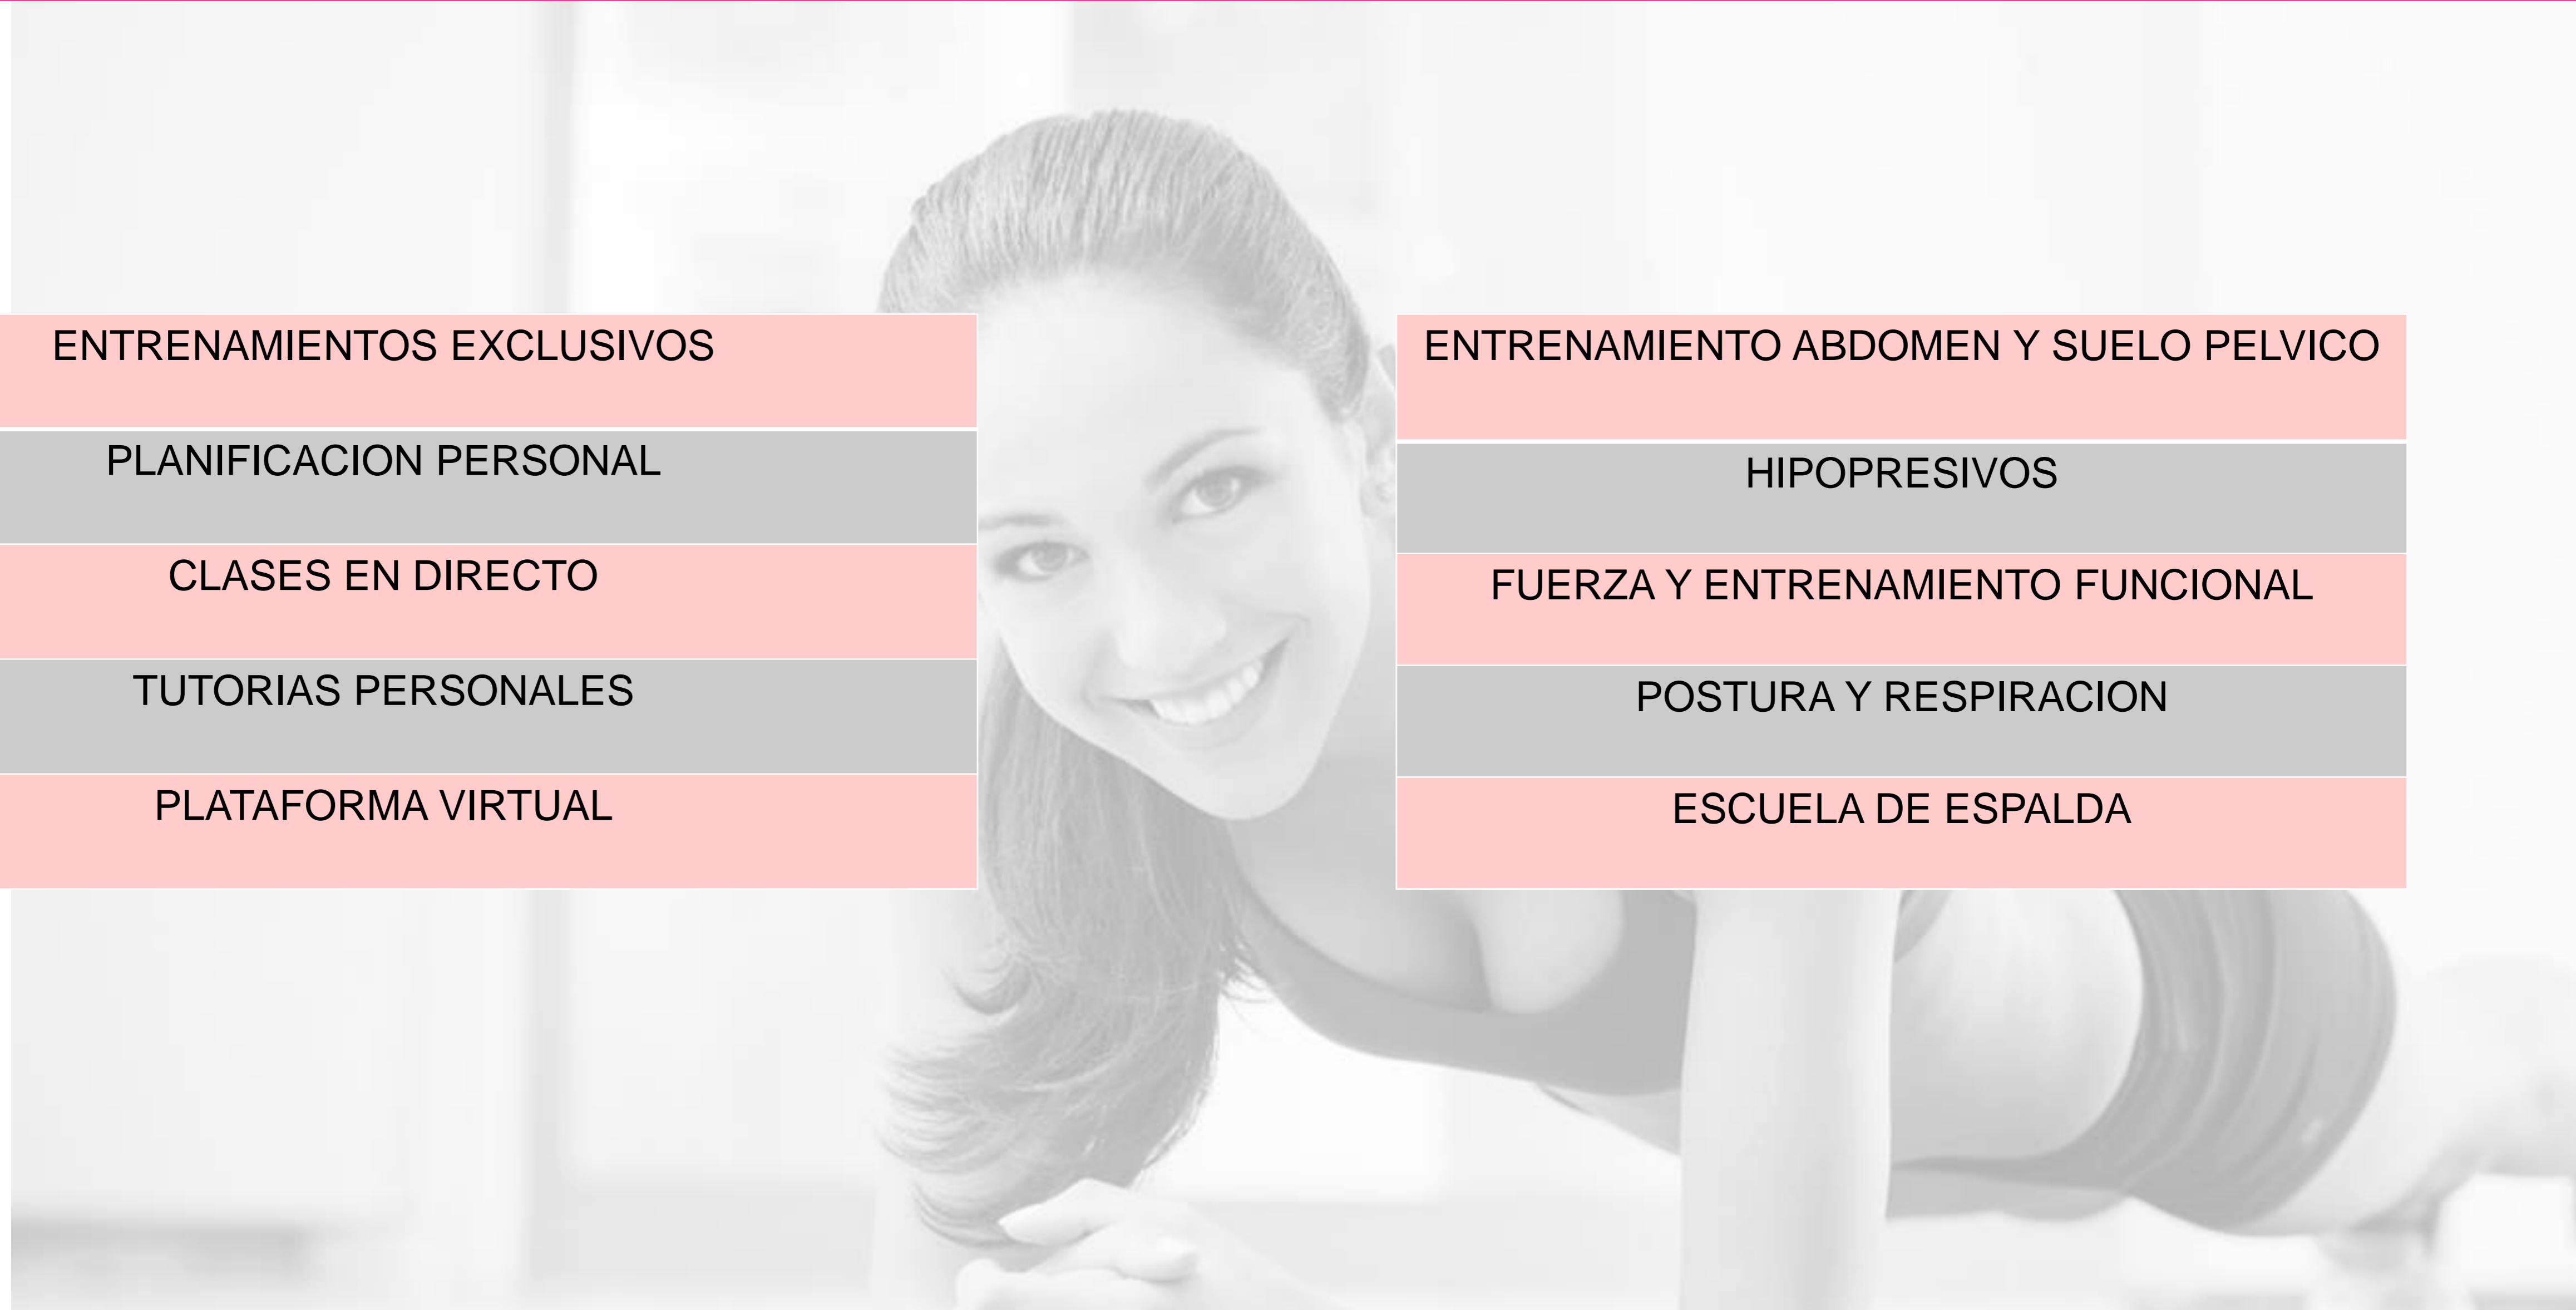 ENTRENAMIENTOS EXCLUSIVOS
PLANIFICACION PERSONAL
CLASES EN DIRECTO
TUTORIAS PERSONALES
PLATAFORMA VIRTUAL
ENTRENAMIENTO ABDOMEN Y SUELO PELVICO
HIPOPRESIVOS
FUERZA Y ENTRENAMIENTO FUNCIONAL
POSTURA Y RESPIRACION
ESCUELA DE ESPALDA